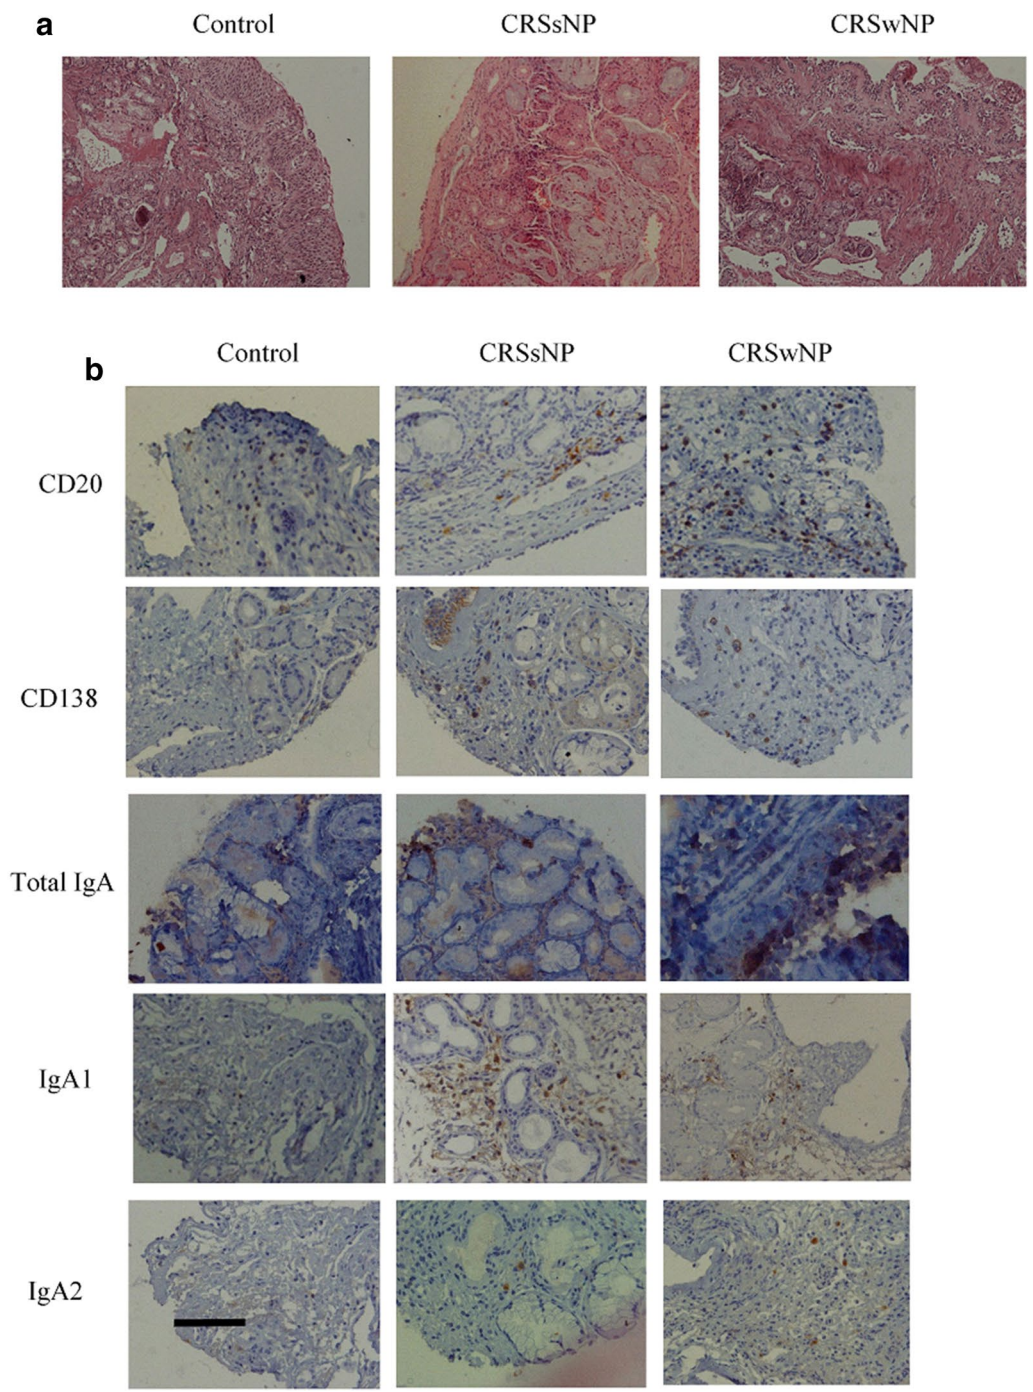 a
Control CRSsNP CRSwNP
b
Control CRSsNP CRSwNP
CD20
CD138
Total IgA
IgA1
IgA2